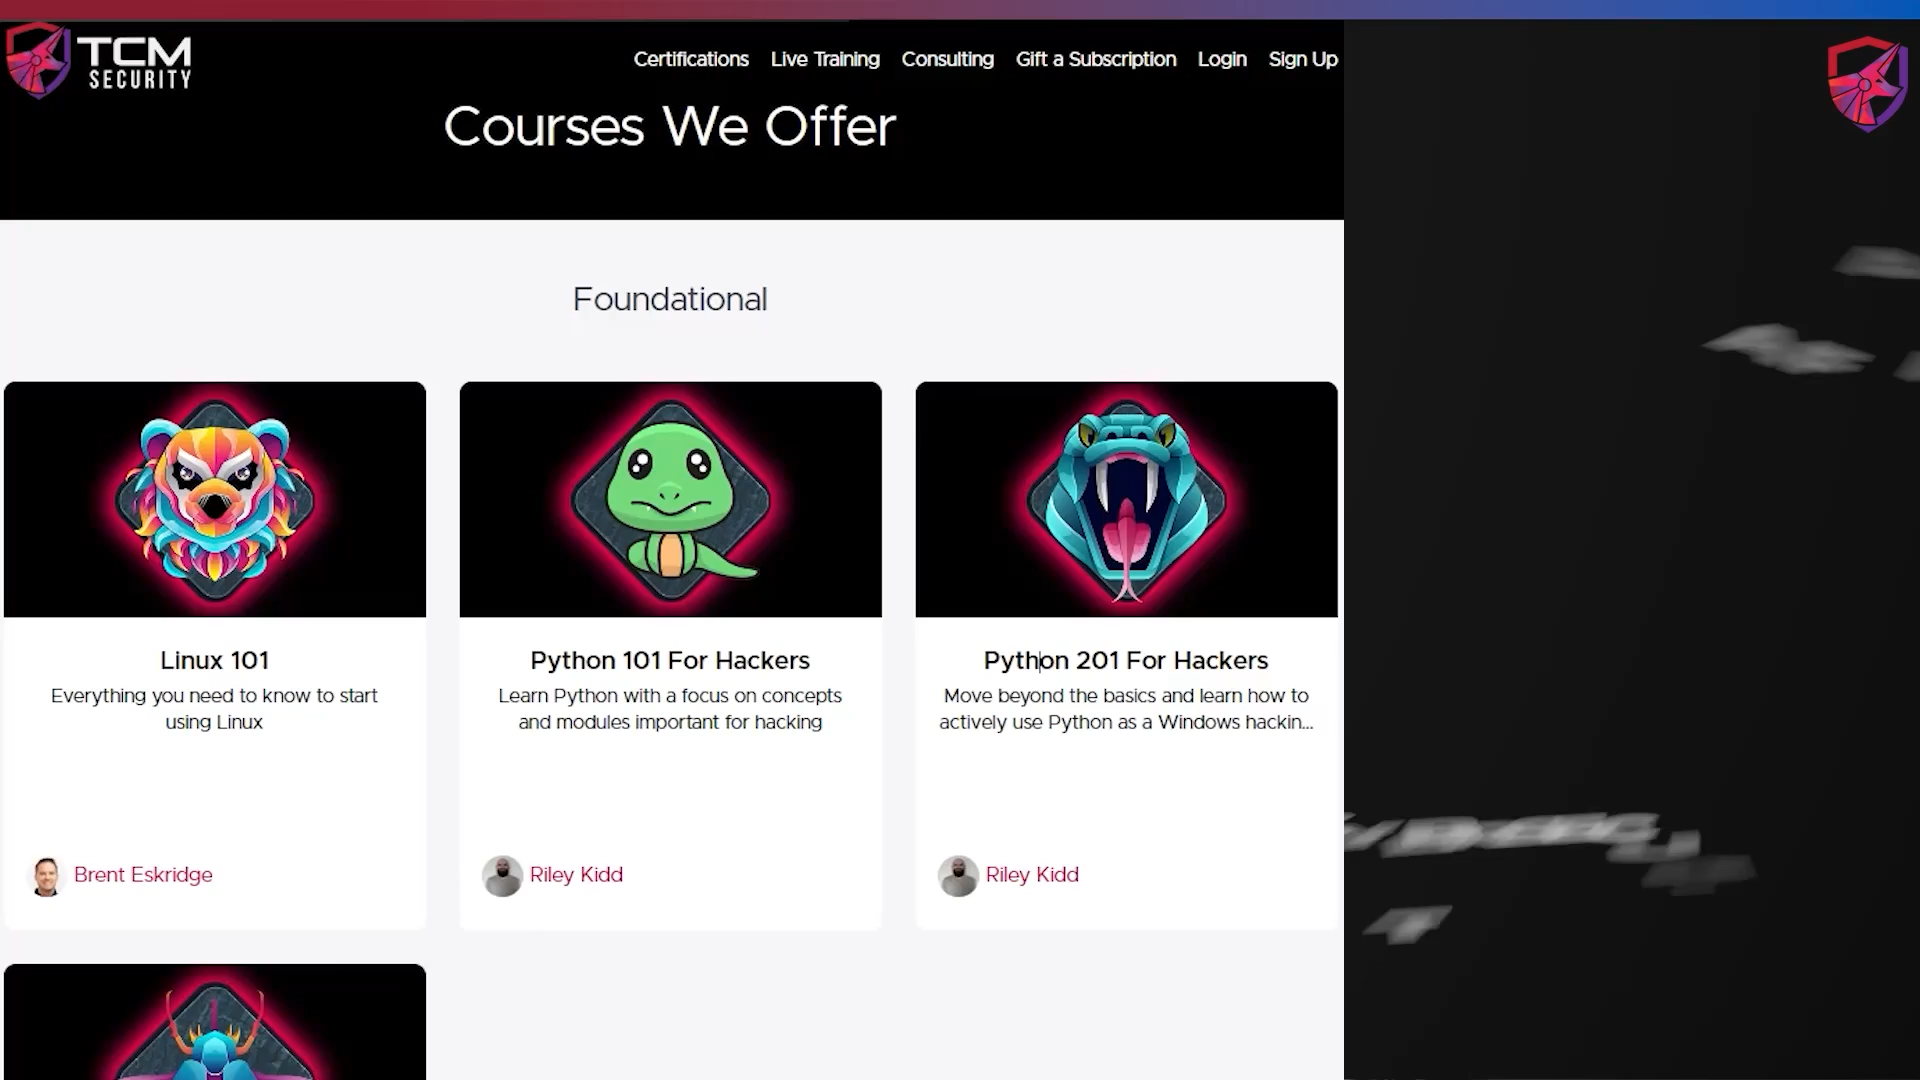 TCM
SECURITY
Certifications Live Training Consulting Gift a Subscription Login Sign Up
Courses We Offer
Foundational
Linux 101
Everything you need to know to start
using Linux
Brent Eskridge
Python 101 For Hackers
Learn Python with a focus on concepts
and modules important for hacking
Riley Kidd
Python 201 For Hackers
Move beyond the basics and learn how to
actively use Python as a Windows hackin...
Riley Kidd